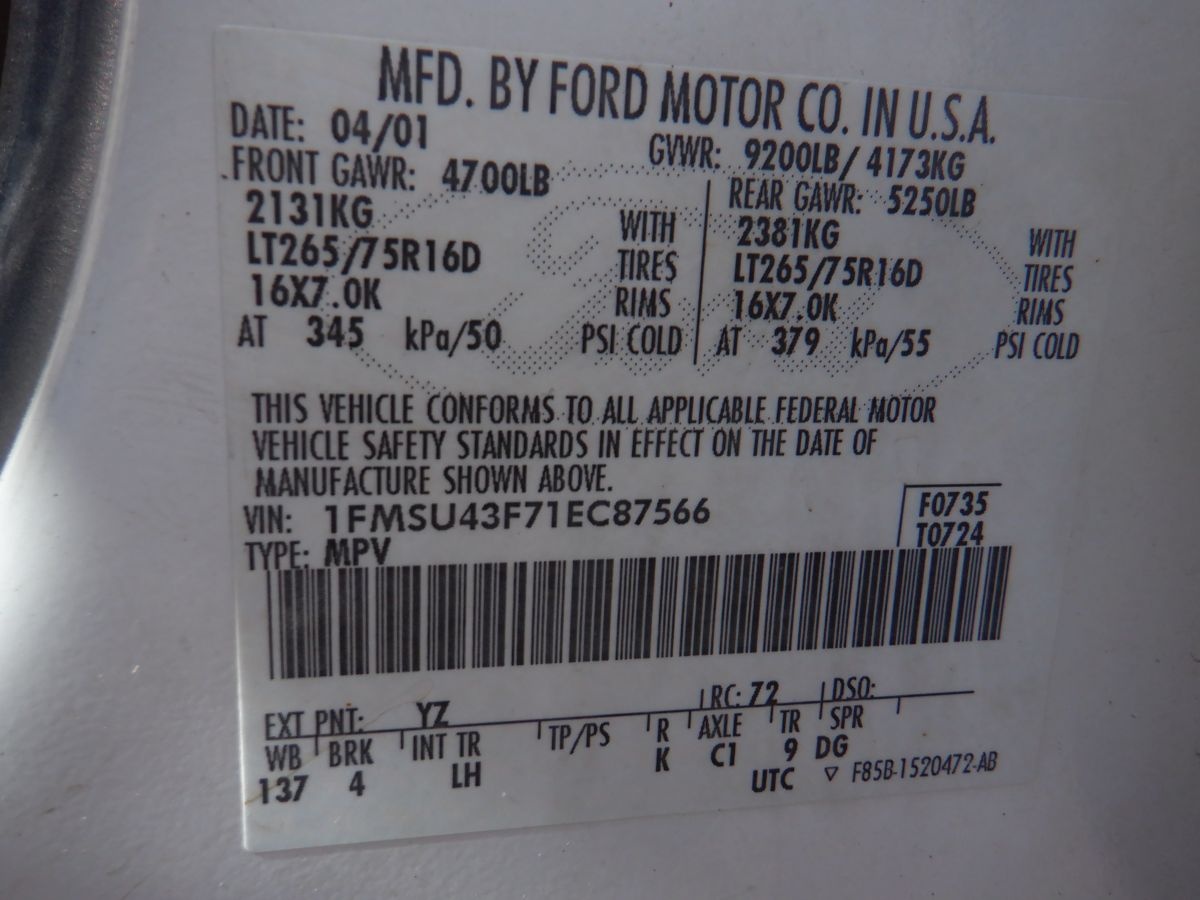 MFD. BY FORD MOTOR CO. IN U.S.A.
DATE: 04/01 GVWR: 9200LB/ 4173KG
FRONT GAWR: 4700LB REAR GAWR: 5250LB
2131KG WITH 2381KG WITH
LT265/75R16D TIRES LT265/75R16D TIRES
16X7.0K RIMS 16X7.0K RIMS
AT 345 kPa/50 PSI COLD AT 379 kPa/55 PSI COLD
THIS VEHICLE CONFORMS TO ALL APPLICABLE FEDERAL MOTOR
VEHICLE SAFETY STANDARDS IN EFFECT ON THE DATE OF
MANUFACTURE SHOWN ABOVE.
VIN: 1FMSU43F71EC87566 F0735
TYPE: MPV T0724
EXT PNT: YZ RC: 72 DSO:
WB BRK INT TR TP/PS R AXLE TR SPR
137 4 LH K C1 9 DG
UTC ▽ F85B-1520472-AB